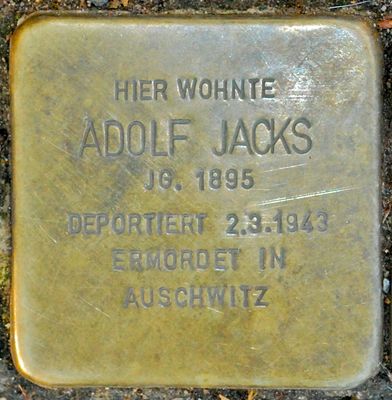 HIER WOHNTE
ADOLF JACKS
JG. 1895
DEPORTIERT 2.3.1943
ERMORDET IN
AUSCHWITZ